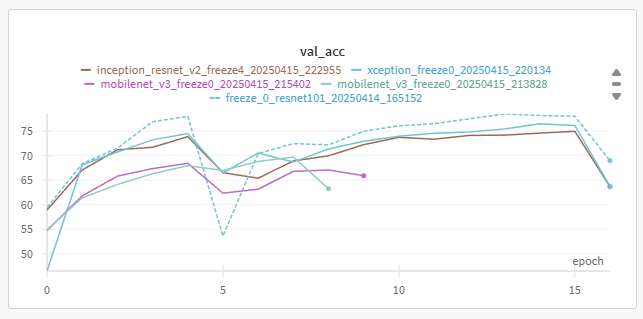 val_acc
inception_resnet_v2_freeze4_20250415_222955 xception_freeze0_20250415_220134
mobilenet_v3_freeze0_20250415_215402 mobilenet_v3_freeze0_20250415_213828
freeze_0_resnet101_20250414_165152
75
70
65
60
55
50
epoch
0 5 10 15